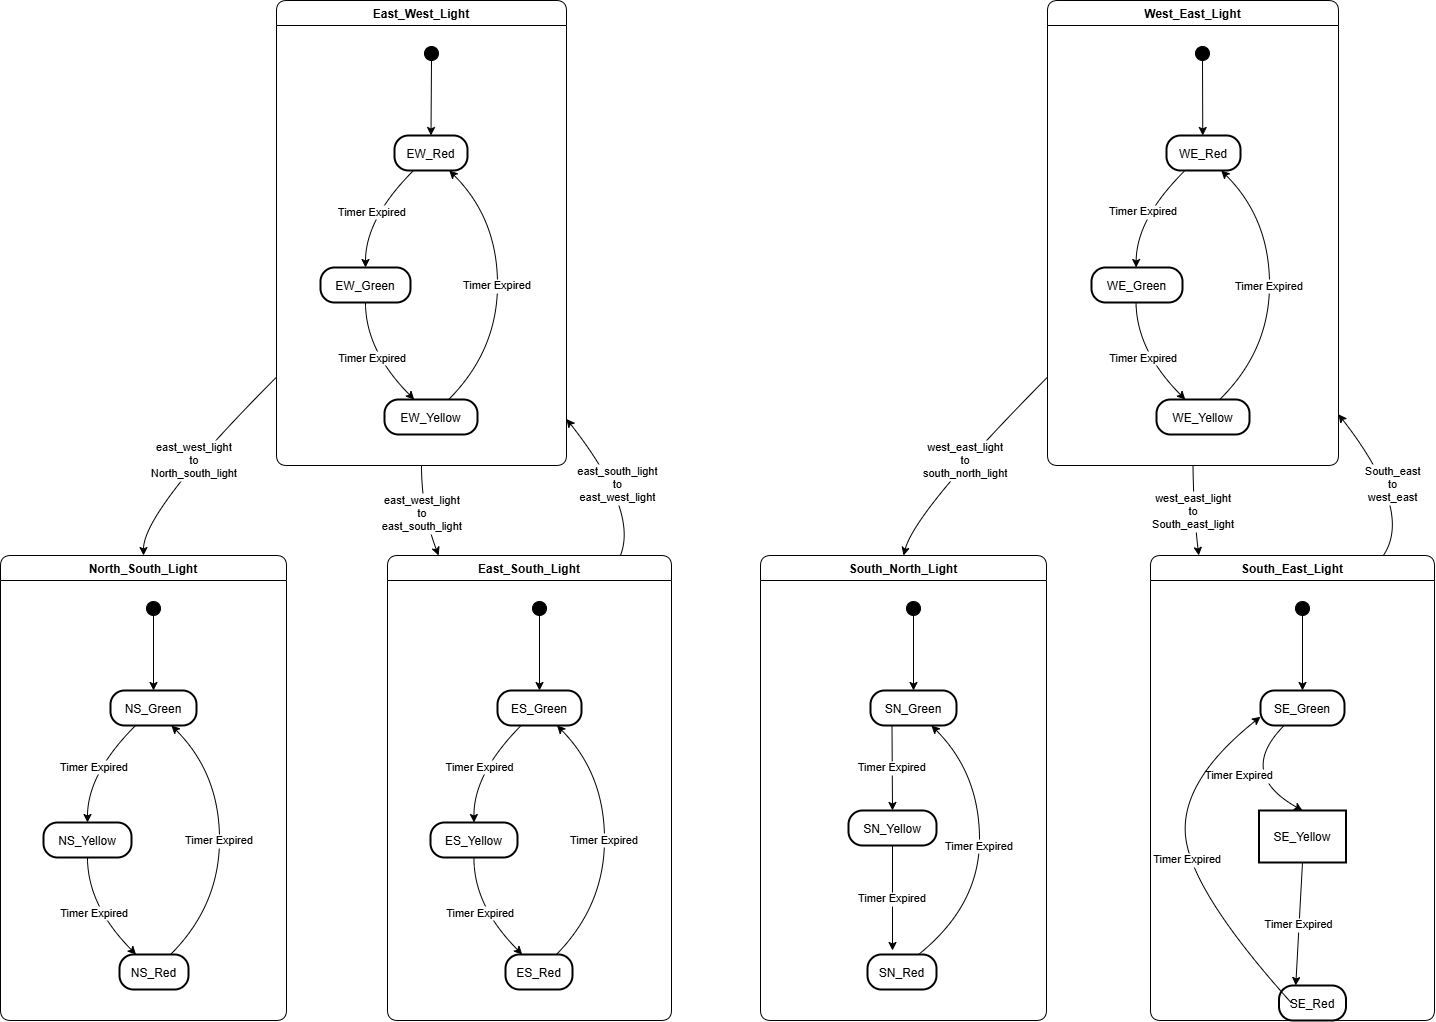 East_West_Light
EW_Red
Timer Expired
EW_Green
Timer Expired
Timer Expired
EW_Yellow
West_East_Light
WE_Red
Timer Expired
WE_Green
Timer Expired
Timer Expired
WE_Yellow
east_west_light
to
North_south_light
east_west_light
to
east_south_light
east_south_light
to
east_west_light
west_east_light
to
south_north_light
west_east_light
to
South_east_light
South_east
to
west_east
North_South_Light
NS_Green
Timer Expired
NS_Yellow
Timer Expired
Timer Expired
NS_Red
East_South_Light
ES_Green
Timer Expired
ES_Yellow
Timer Expired
Timer Expired
ES_Red
South_North_Light
SN_Green
Timer Expired
SN_Yellow
Timer Expired
Timer Expired
SN_Red
South_East_Light
SE_Green
Timer Expired
SE_Yellow
Timer Expired
Timer Expired
SE_Red